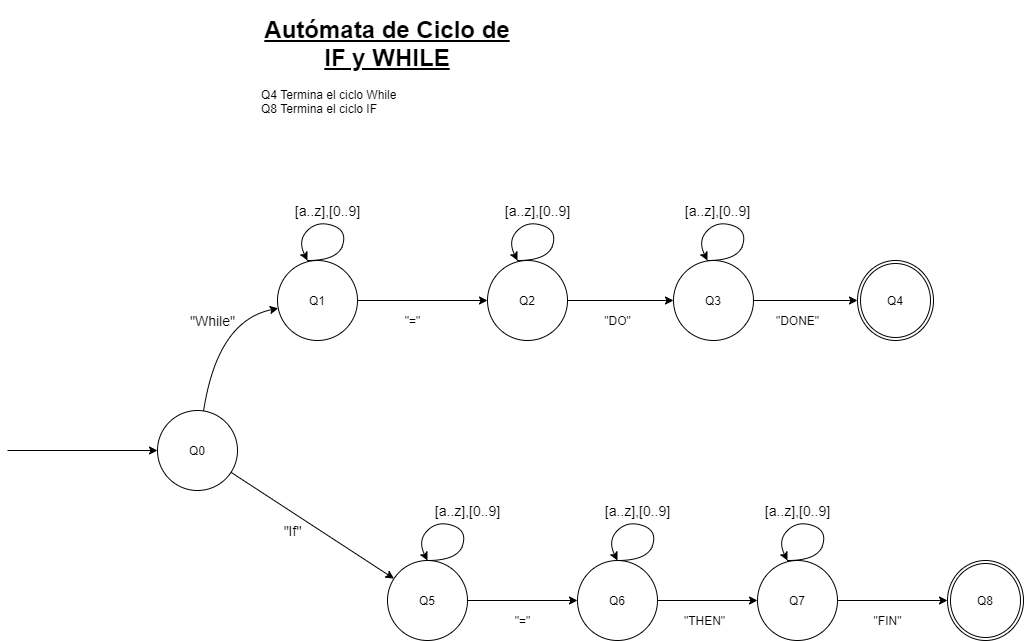 Autómata de Ciclo de
IF y WHILE
Q4 Termina el ciclo While
Q8 Termina el ciclo IF
[a..z],[0..9]
[a..z],[0..9]
[a..z],[0..9]
Q1
Q2
Q3
Q4
"While"
"="
"DO"
"DONE"
Q0
[a..z],[0..9]
[a..z],[0..9]
[a..z],[0..9]
"If"
Q5
Q6
Q7
Q8
"="
"THEN"
"FIN"